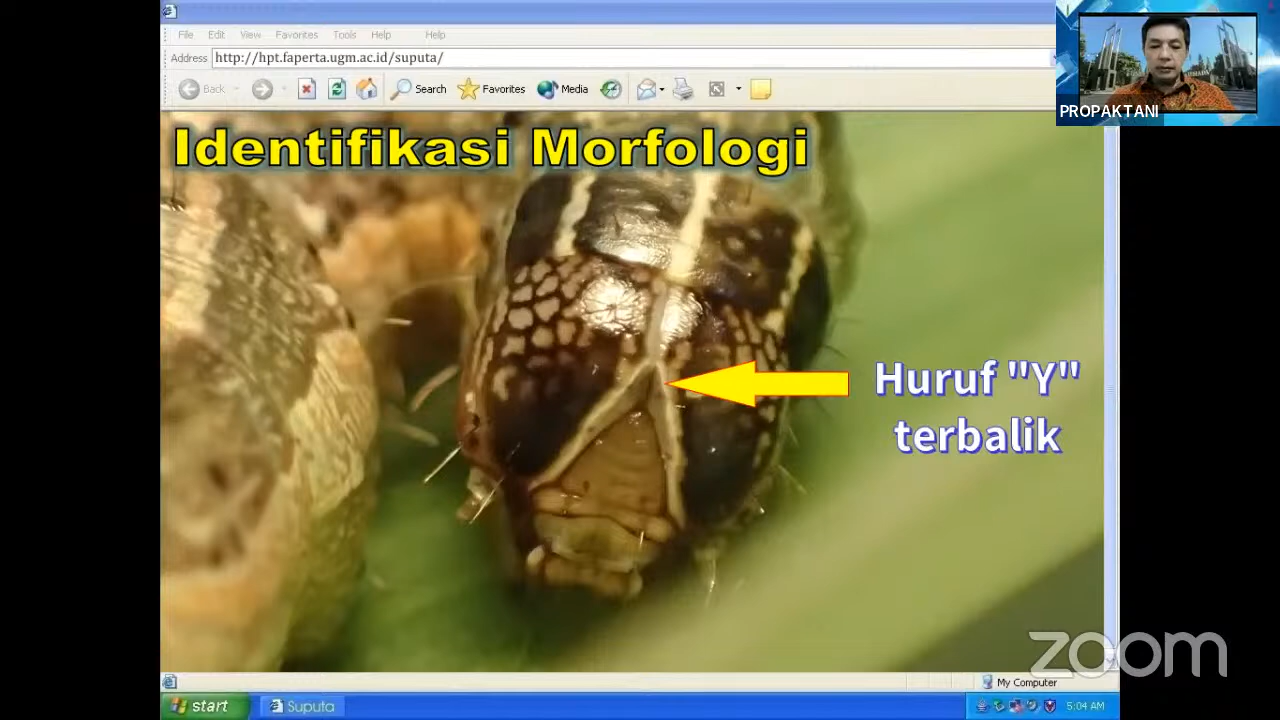 File Edit View Favorites Tools Help Help
Address http://hpt.faperta.ugm.ac.id/suputa/
Back Search Favorites Media
PROPAKTANI
Identifikasi Morfologi
Huruf "Y"
terbalik
zoom
My Computer
start Suputa 5:04 AM